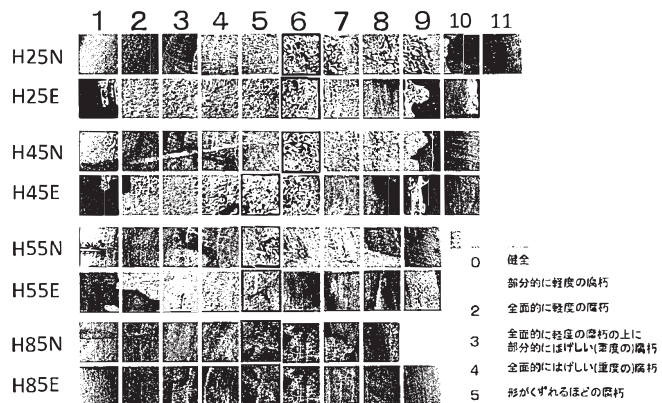 1 2 3 4 5 6 7 8 9 10 11
H25N
H25E
H45N
H45E
H55N
H55E
H85N
H85E
0 健全
部分的に軽度の腐朽
2 全面的に軽度の腐朽
3 全面的に軽度の腐朽の上に
部分的にはげしい(重度の)腐朽
4 全面的にはげしい(重度の)腐朽
5 形がくずれるほどの腐朽